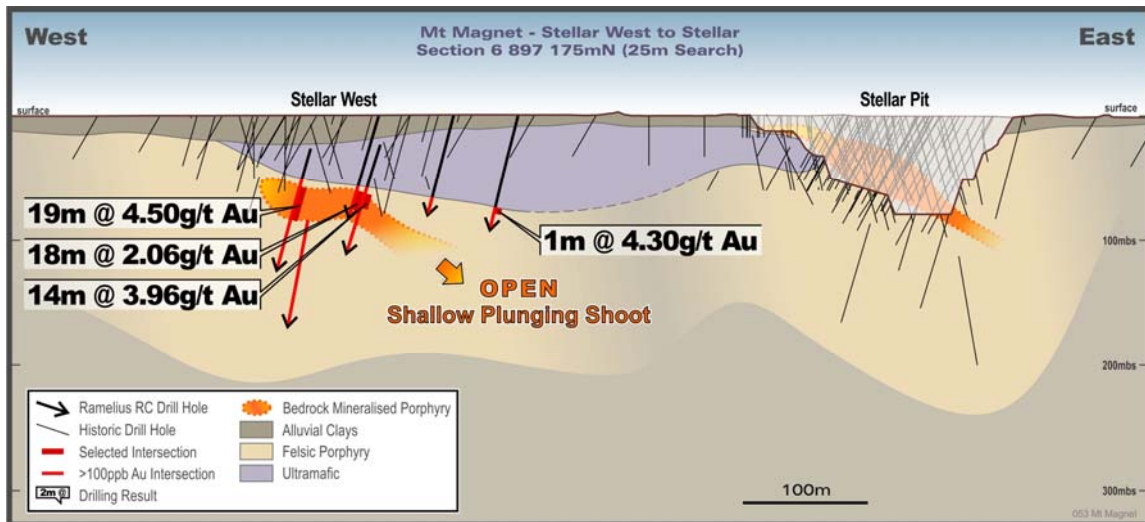 West
Mt Magnet - Stellar West to Stellar
Section 6 897 175mN (25m Search)
East
Stellar West
Stellar Pit
surface
surface
19m @ 4.50g/t Au
18m @ 2.06g/t Au
14m @ 3.96g/t Au
1m @ 4.30g/t Au
100mbs
OPEN
Shallow Plunging Shoot
200mbs
Ramelius RC Drill Hole
Historic Drill Hole
Selected Intersection
>100ppb Au Intersection
2m @
Drilling Result
Bedrock Mineralised Porphyry
Alluvial Clays
Felsic Porphyry
Ultramafic
100m
300mbs
053 Mt Magnet